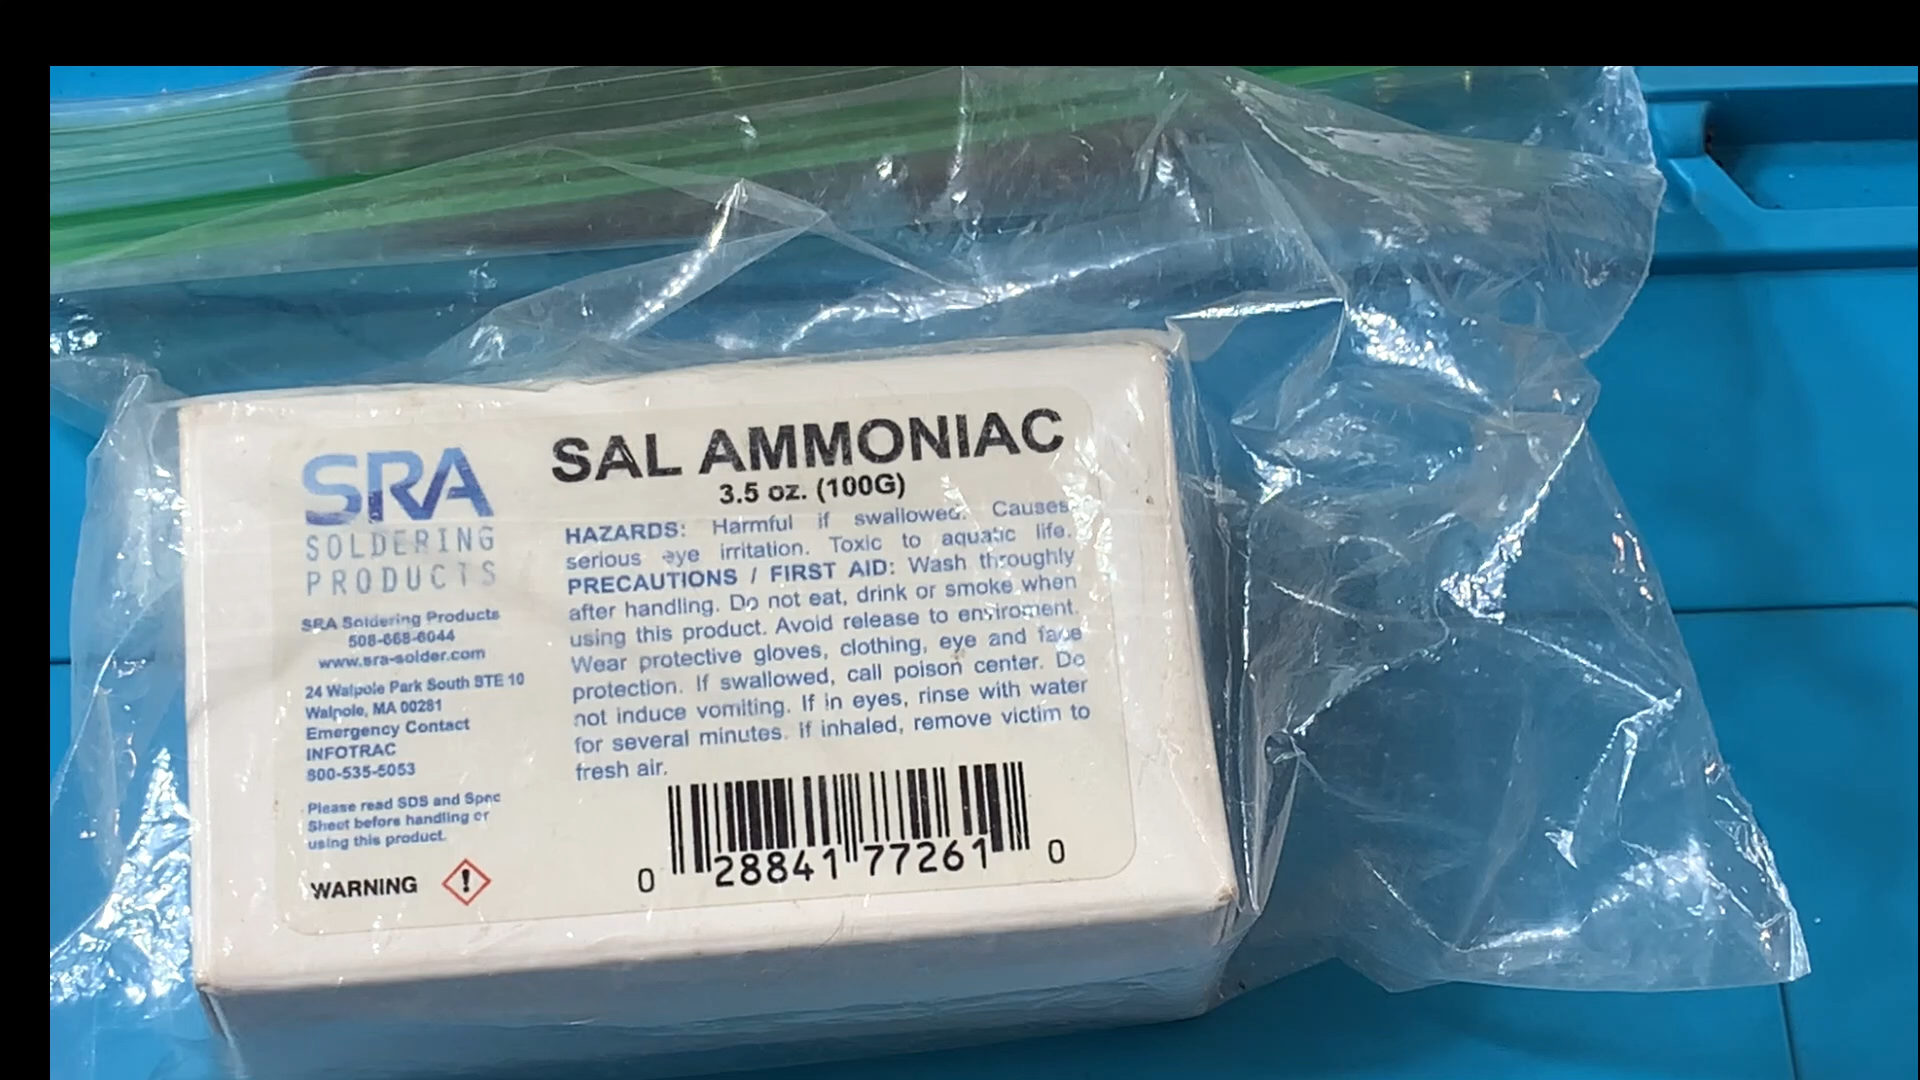 SRA
SOLDERING
PRODUCTS
SRA Soldering Products
508-668-6044
www.sra-solder.com
24 Walpole Park South STE 10
Walpole, MA 00281
Emergency Contact
INFOTRAC
800-535-5053
Please read SDS and Spec
Sheet before handling or
using this product.
WARNING
SAL AMMONIAC
3.5 oz. (100G)
HAZARDS: Harmful if swallowed. Causes
serious eye irritation. Toxic to aquatic life.
PRECAUTIONS / FIRST AID: Wash throughly
after handling. Do not eat, drink or smoke when
using this product. Avoid release to enviroment.
Wear protective gloves, clothing, eye and face
protection. If swallowed, call poison center. Do
not induce vomiting. If in eyes, rinse with water
for several minutes. If inhaled, remove victim to
fresh air.
0 28841 77261 0